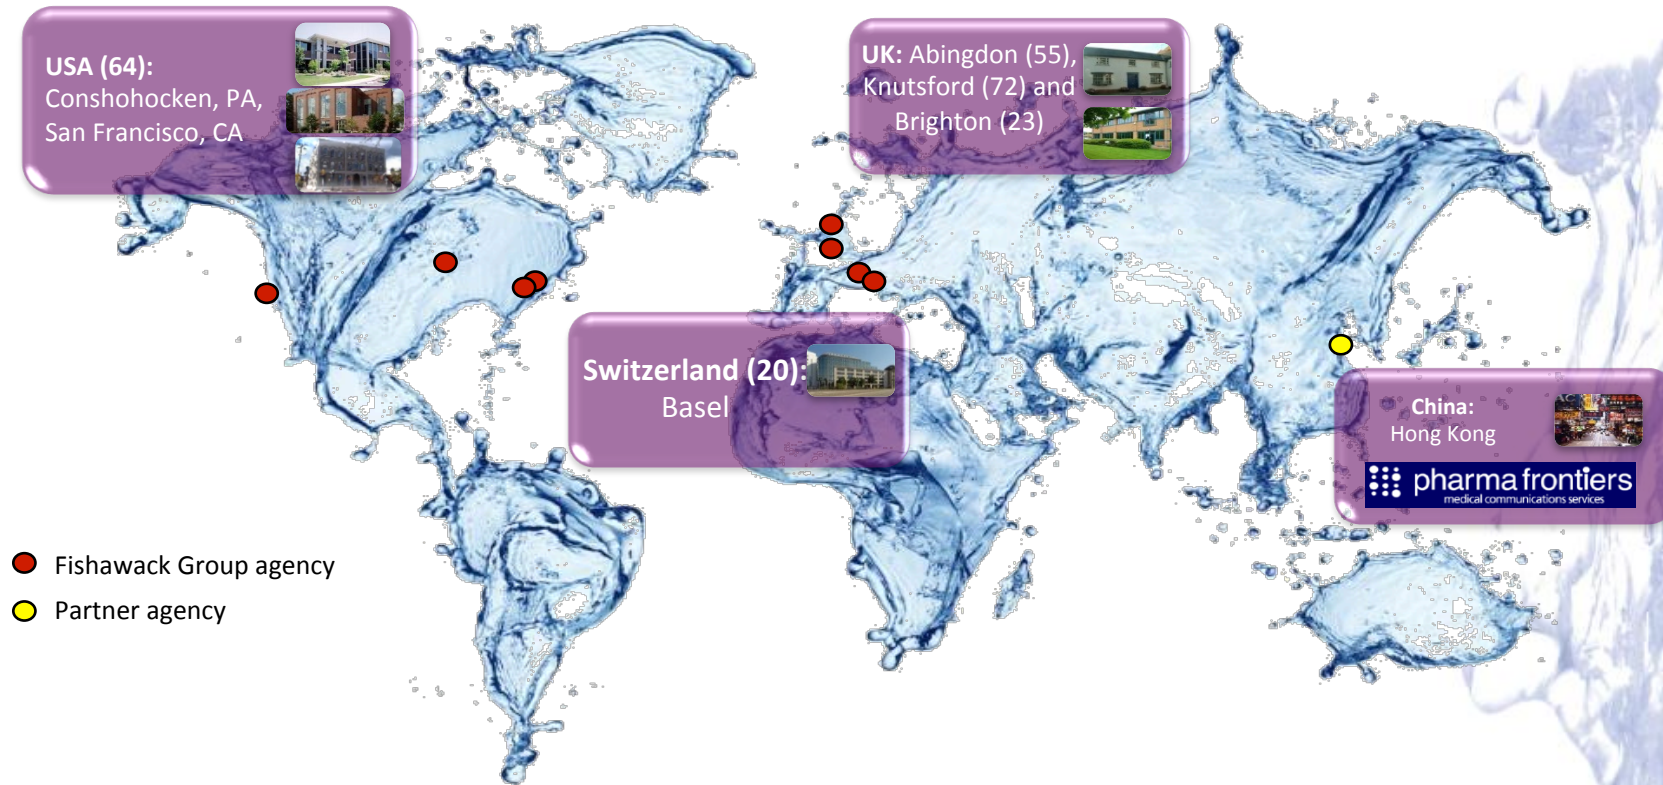 USA (64):
Conshohocken, PA,
San Francisco, CA
UK: Abingdon (55),
Knutsford (72) and
Brighton (23)
Switzerland (20):
Basel
China:
Hong Kong
pharma frontiers
medical communications services
Fishawack Group agency
Partner agency